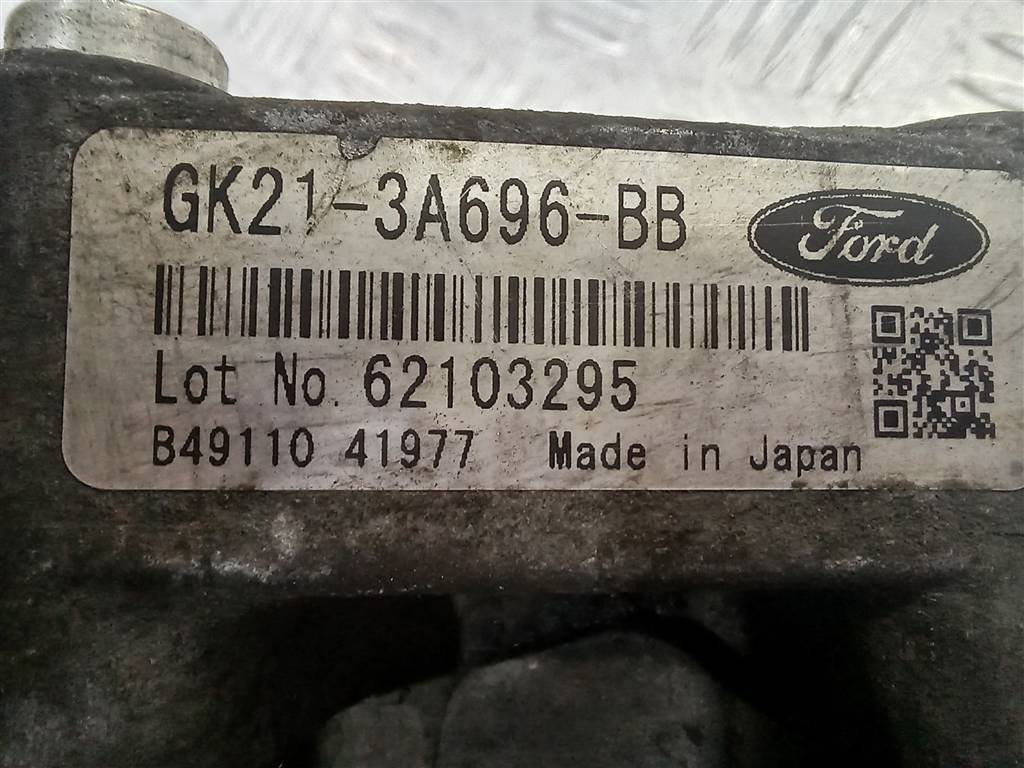 GK21-3A696-BB
Ford
Lot No. 62103295
B49110 41977 Made in Japan